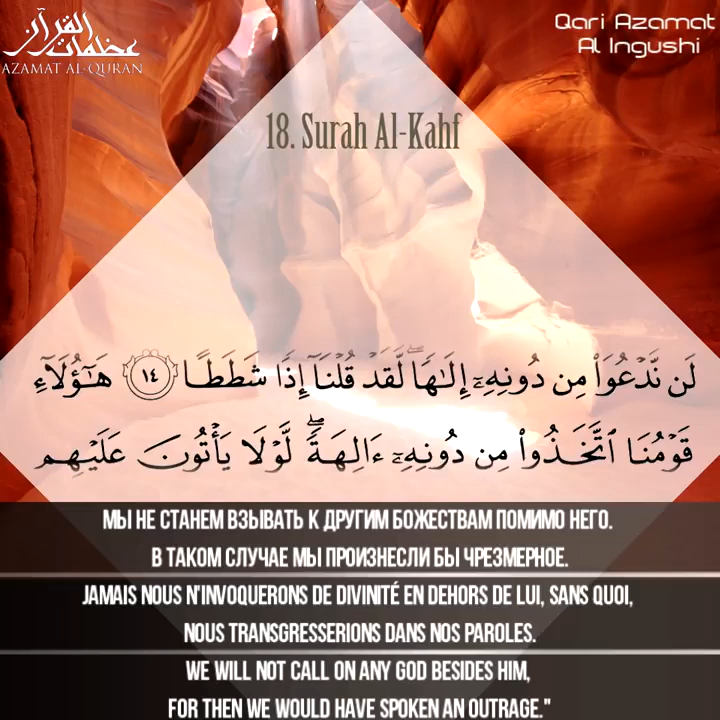 عظمات القرآن
AZAMAT AL-QURAN
Qari Azamat
Al Ingushi
18. Surah Al-Kahf
لَن نَّدْعُوَا۟ مِن دُونِهِۦٓ إِلَـٰهًا ۖ لَّقَدْ قُلْنَآ إِذًا شَطَطًا ۝١٤ هَـٰٓؤُلَآءِ
قَوْمُنَا ٱتَّخَذُوا۟ مِن دُونِهِۦٓ ءَالِهَةً ۖ لَّوْلَا يَأْتُونَ عَلَيْهِم
МЫ НЕ СТАНЕМ ВЗЫВАТЬ К ДРУГИМ БОЖЕСТВАМ ПОМИМО НЕГО.
В ТАКОМ СЛУЧАЕ МЫ ПРОИЗНЕСЛИ БЫ ЧРЕЗМЕРНОЕ.
JAMAIS NOUS N'INVOQUERONS DE DIVINITÉ EN DEHORS DE LUI, SANS QUOI,
NOUS TRANSGRESSERIONS DANS NOS PAROLES.
WE WILL NOT CALL ON ANY GOD BESIDES HIM,
FOR THEN WE WOULD HAVE SPOKEN AN OUTRAGE."